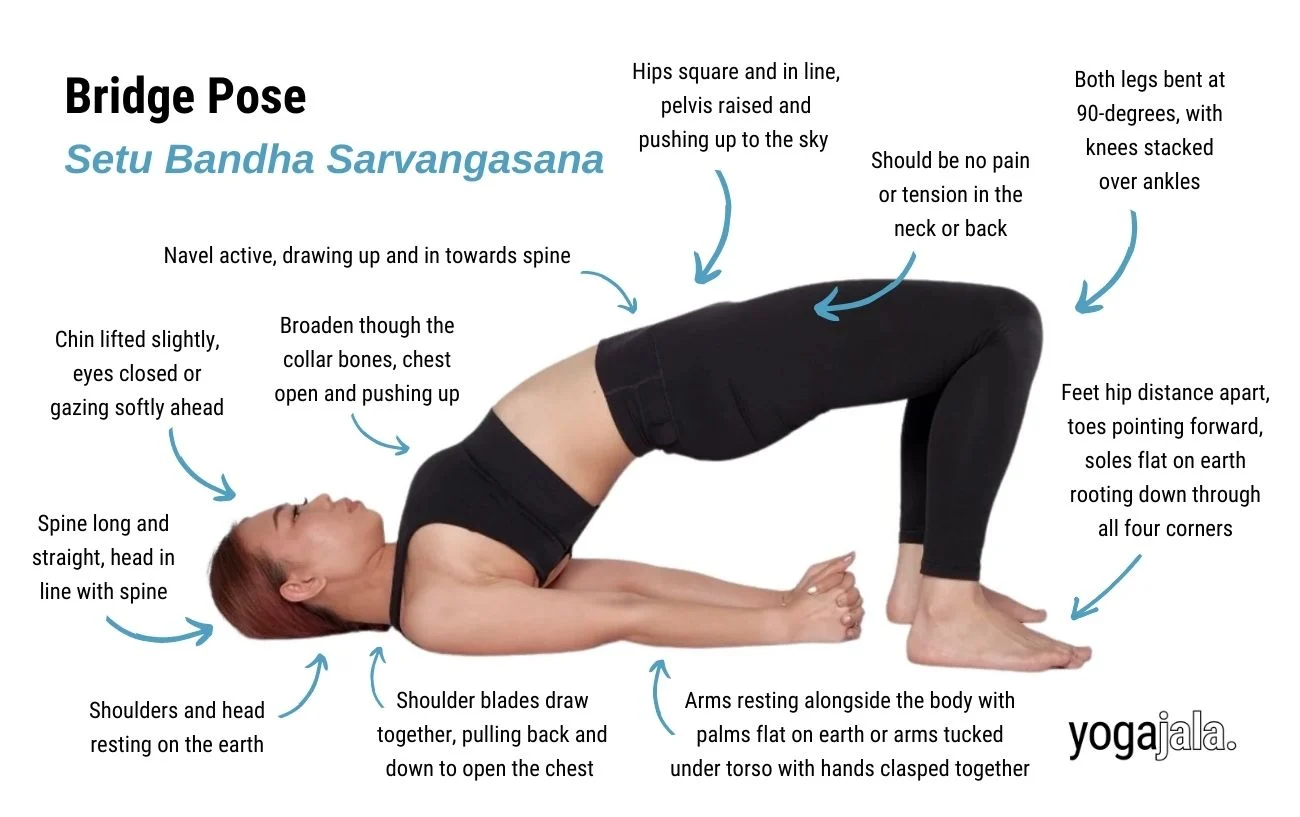 Bridge Pose
Setu Bandha Sarvangasana
Hips square and in line,
pelvis raised and
pushing up to the sky
Both legs bent at
90-degrees, with
knees stacked
over ankles
Should be no pain
or tension in the
neck or back
Navel active, drawing up and in towards spine
Chin lifted slightly,
eyes closed or
gazing softly ahead
Broaden though the
collar bones, chest
open and pushing up
Feet hip distance apart,
toes pointing forward,
soles flat on earth
rooting down through
all four corners
Spine long and
straight, head in
line with spine
Shoulders and head
resting on the earth
Shoulder blades draw
together, pulling back and
down to open the chest
Arms resting alongside the body with
palms flat on earth or arms tucked
under torso with hands clasped together
yogajala.